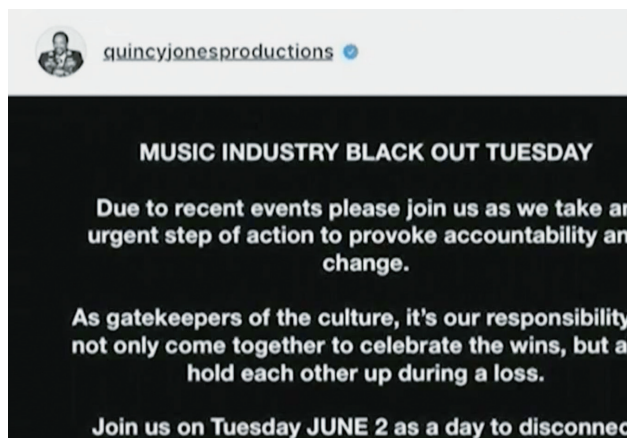 quincyjonesproductions
MUSIC INDUSTRY BLACK OUT TUESDAY
Due to recent events please join us as we take
urgent step of action to provoke accountability
change.
As gatekeepers of the culture, it's our responsibility
not only come together to celebrate the wins, but
hold each other up during a loss.
Join us on Tuesday JUNE 2 as a day to